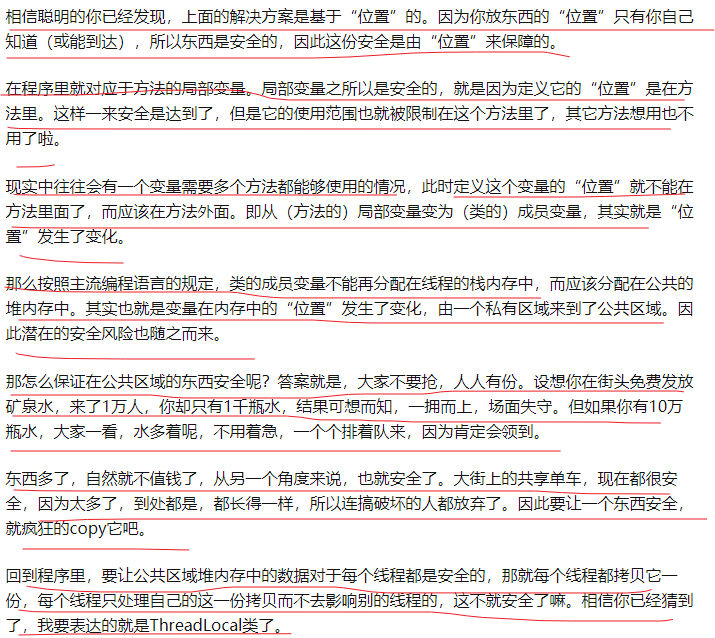 相信聪明的你已经发现，上面的解决方案是基于“位置”的。因为你放东西的“位置”只有你自己
知道（或能到达），所以东西是安全的，因此这份安全是由“位置”来保障的。
在程序里就对应于方法的局部变量。局部变量之所以是安全的，就是因为定义它的“位置”是在方
法里。这样一来安全是达到了，但是它的使用范围也就被限制在这个方法里了，其它方法想用也不
用了啦。
现实中往往会有一个变量需要多个方法都能够使用的情况，此时定义这个变量的“位置”就不能在
方法里面了，而应该在方法外面。即从（方法的）局部变量变为（类的）成员变量，其实就是“位
置”发生了变化。
那么按照主流编程语言的规定，类的成员变量不能再分配在线程的栈内存中，而应该分配在公共的
堆内存中。其实也就是变量在内存中的“位置”发生了变化，由一个私有区域来到了公共区域。因
此潜在的安全风险也随之而来。
那怎么保证在公共区域的东西安全呢？答案就是，大家不要抢，人人有份。设想你在街头免费发放
矿泉水，来了1万人，你却只有1千瓶水，结果可想而知，一拥而上，场面失守。但如果你有10万
瓶水，大家一看，水多着呢，不用着急，一个个排着队来，因为肯定会领到。
东西多了，自然就不值钱了，从另一个角度来说，也就安全了。大街上的共享单车，现在都很安
全，因为太多了，到处都是，都长得一样，所以连搞破坏的人都放弃了。因此要让一个东西安全，
就疯狂的copy它吧。
回到程序里，要让公共区域堆内存中的数据对于每个线程都是安全的，那就每个线程都拷贝它一
份，每个线程只处理自己的这一份拷贝而不去影响别的线程的，这不就安全了嘛。相信你已经猜到
了，我要表达的就是ThreadLocal类了。